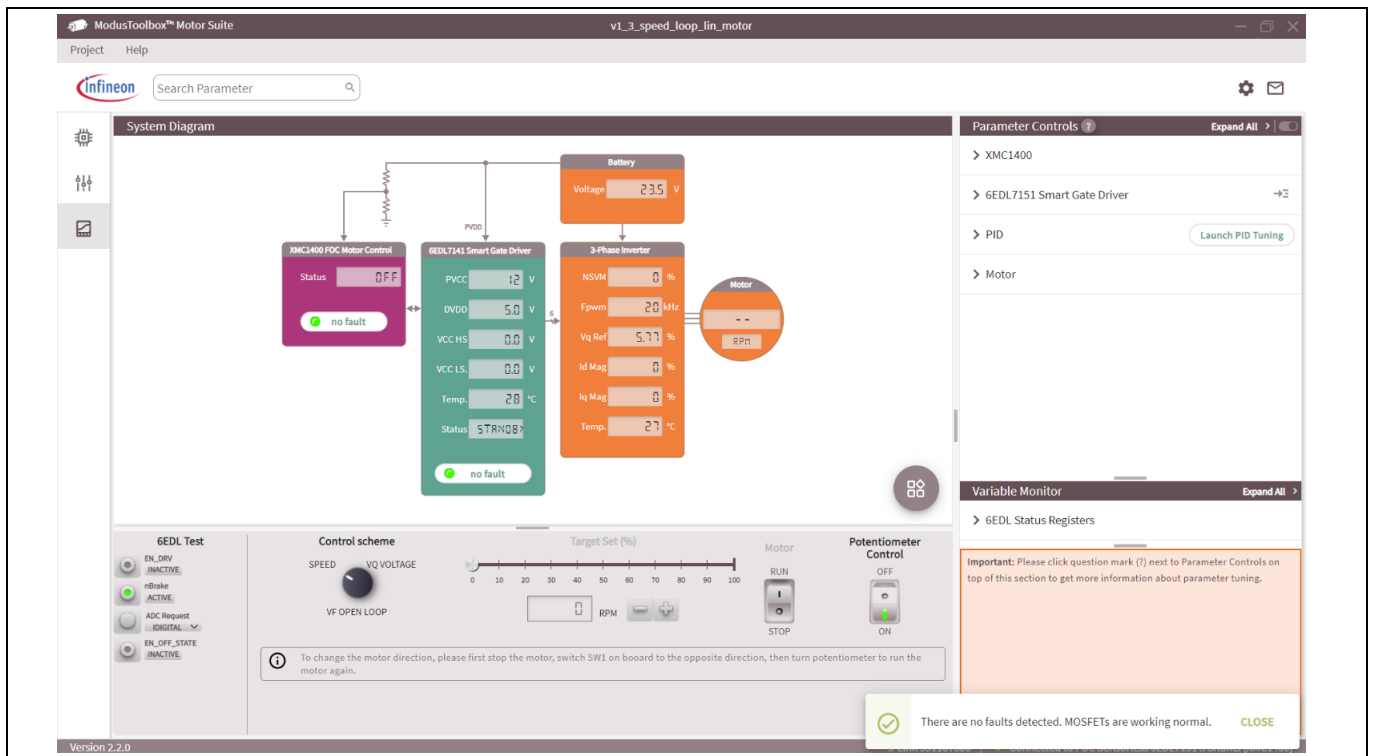 ModusToolbox™ Motor Suite
v1_3_speed_loop_lin_motor
Project Help
infineon
Search Parameter
System Diagram
Battery
Voltage 23.5 V
PVDD
XMC1400 FOC Motor Control
Status OFF
no fault
6EDL7141 Smart Gate Driver
PVCC 12 V
DVDD 5.0 V
VCC HS 0.0 V
VCC LS. 0.0 V
Temp. 28 °C
Status STANDBY
no fault
6
3-Phase Inverter
NSVM 0 %
Fpwm 20 kHz
Vq Ref 5.77 %
Id Mag 0 %
Iq Mag 0 %
Temp. 27 °C
Motor
--
RPM
Parameter Controls ?
Expand All >
XMC1400
6EDL7151 Smart Gate Driver
PID
Launch PID Tuning
Motor
Variable Monitor
Expand All >
6EDL Status Registers
Important: Please click question mark (?) next to Parameter Controls on
top of this section to get more information about parameter tuning.
6EDL Test
EN_DRV
INACTIVE
nBrake
ACTIVE
ADC Request
IDIGITAL
EN_OFF_STATE
INACTIVE
Control scheme
SPEED VQ VOLTAGE
VF OPEN LOOP
Target Set (%)
0 10 20 30 40 50 60 70 80 90 100
0 RPM
Motor
RUN
STOP
Potentiometer
Control
OFF
ON
To change the motor direction, please first stop the motor, switch SW1 on booard to the opposite direction, then turn potentiometer to run the
motor again.
There are no faults detected. MOSFETs are working normal. CLOSE
Version 2.2.0